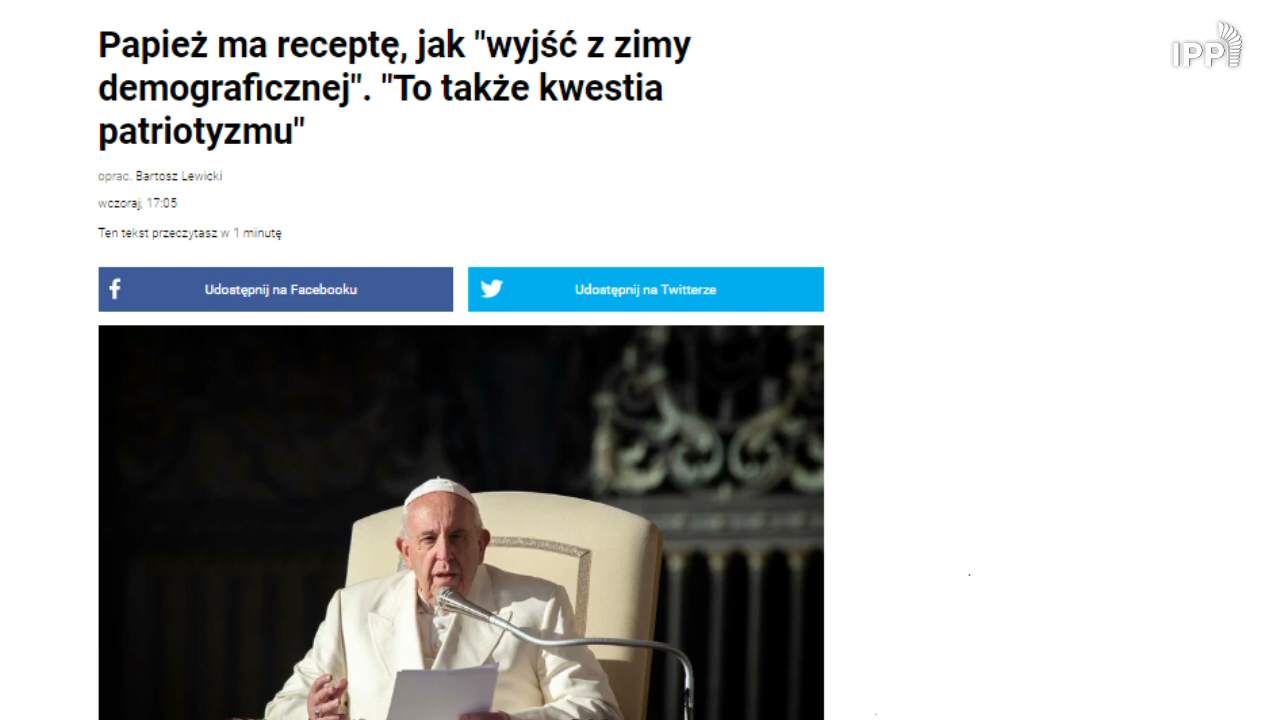 Papież ma receptę, jak "wyjść z zimy
demograficznej". "To także kwestia
patriotyzmu"
IPPI
oprac. Bartosz Lewicki
wczoraj, 17:05
Ten tekst przeczytasz w 1 minutę
Udostępnij na Facebooku
Udostępnij na Twitterze